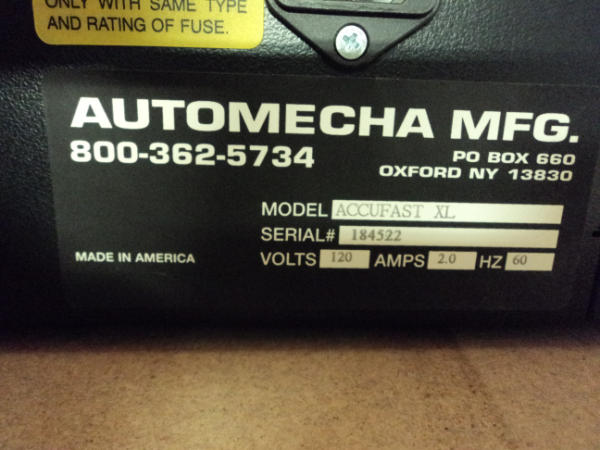 ONLY WITH SAME TYPE
AND RATING OF FUSE.
AUTOMECHA MFG.
800-362-5734
PO BOX 660
OXFORD NY 13830
MODEL ACCUFAST XL
SERIAL# 184522
MADE IN AMERICA
VOLTS 120 AMPS 2.0 HZ 60